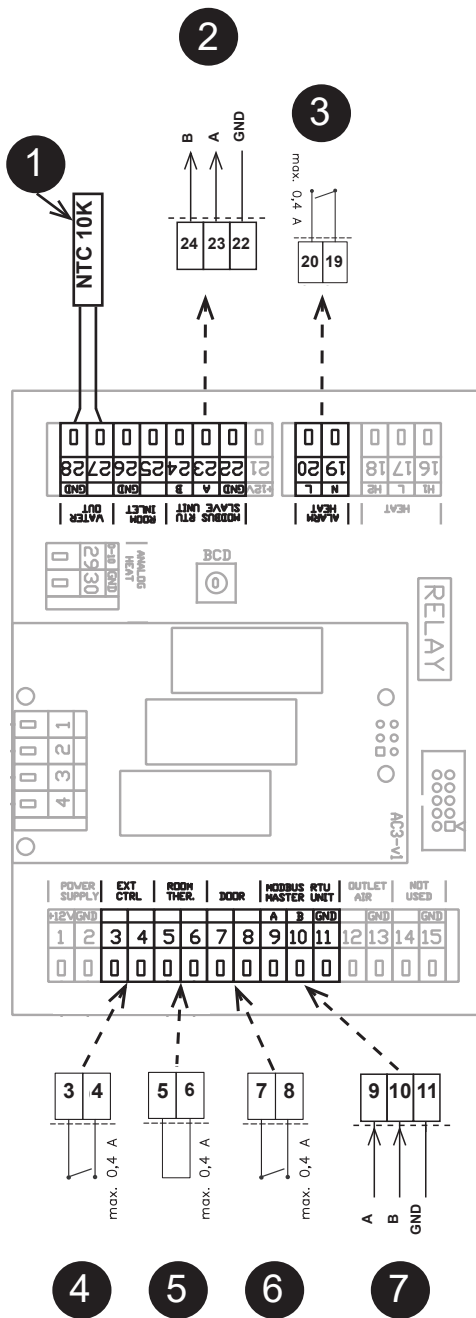 2
3
1
B
A
GND
max. 0,4 A
24 23 22
20 19
NTC 10K
28 27 26 25 24 23 22 21
GND GND B A GND +12V
VATER OUT
ROOM INLET
MODBUS RTU SLAVE UNIT
20 19
L N
ALARM HEAT
18 17 16
H2 L H1
HEAT
29 30
0-10 GND
ANALOG HEAT
BCD
0
RELAY
1
2
3
4
AC3-v1
POWER SUPPLY
EXT CTRL
ROOM THER.
DOOR
MODBUS RTU MASTER UNIT
OUTLET AIR
NOT USED
+12V GND A B GND GND GND
1 2 3 4 5 6 7 8 9 10 11 12 13 14 15
3 4
5 6
7 8
9 10 11
max. 0,4 A
max. 0,4 A
max. 0,4 A
A
B
GND
4
5
6
7